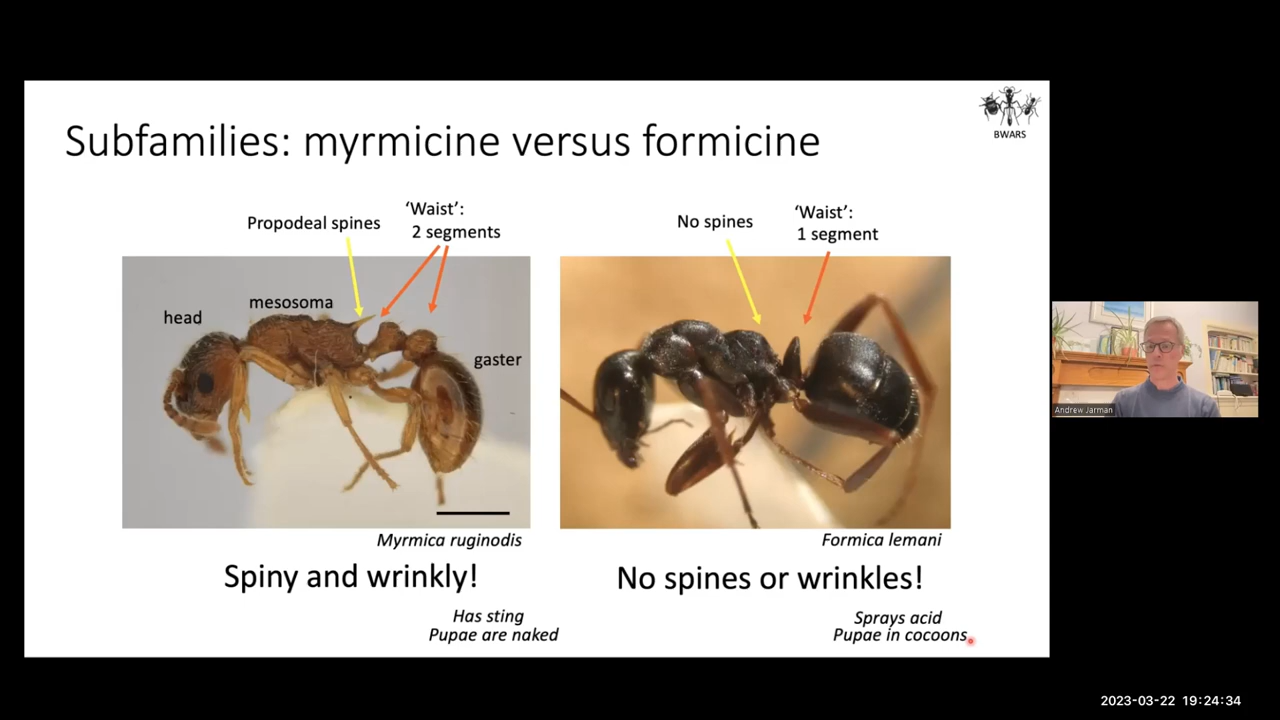 BWARS
Subfamilies: myrmicine versus formicine
Propodeal spines
'Waist':
2 segments
head
mesosoma
gaster
Myrmica ruginodis
Spiny and wrinkly!
Has sting
Pupae are naked
No spines
'Waist':
1 segment
Formica lemani
No spines or wrinkles!
Sprays acid
Pupae in cocoons
Andrew Jarman
2023-03-22 19:24:34